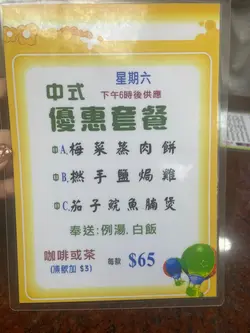 星期六
中式 下午6時後供應
優惠套餐
A. 梅菜蒸肉餅
B. 撚手鹽焗雞
C. 茄子𩶘魚腩煲
奉送:例湯,白飯
咖啡或茶 每款 $65
(凍飲加 $3)